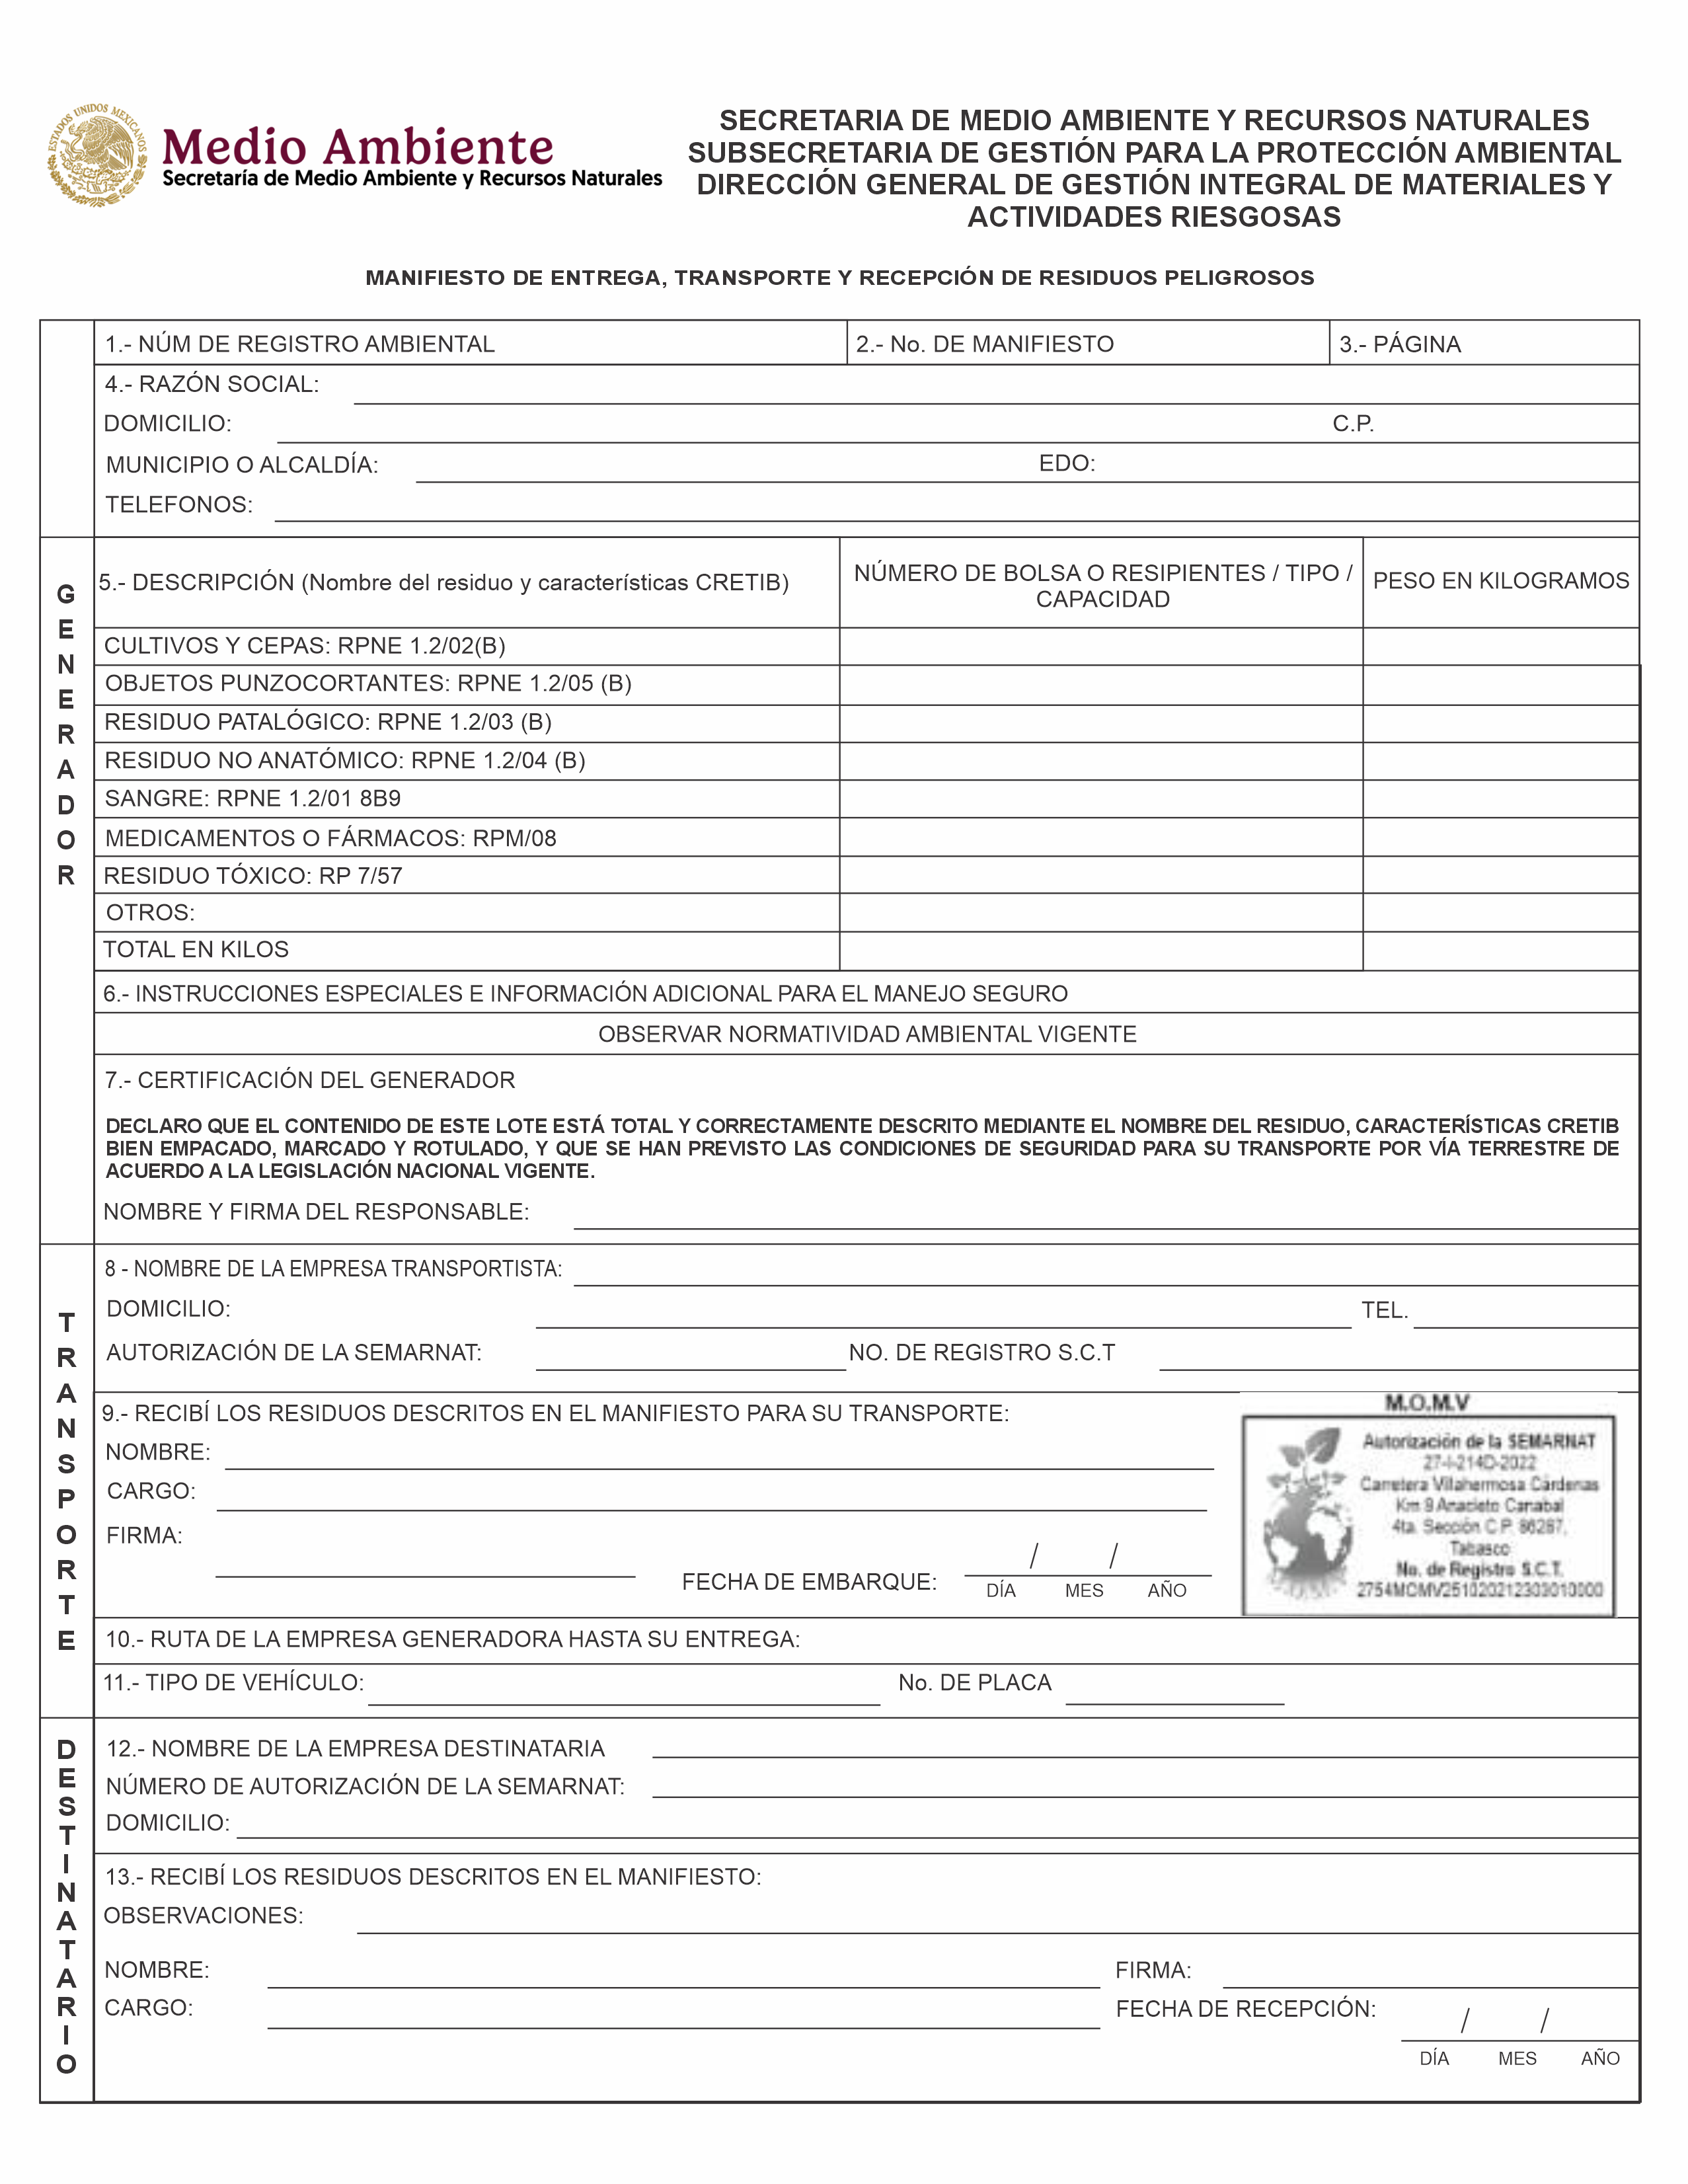 ESTADOS UNIDOS MEXICANOS
Medio Ambiente
Secretaría de Medio Ambiente y Recursos Naturales
SECRETARIA DE MEDIO AMBIENTE Y RECURSOS NATURALES
SUBSECRETARIA DE GESTIÓN PARA LA PROTECCIÓN AMBIENTAL
DIRECCIÓN GENERAL DE GESTIÓN INTEGRAL DE MATERIALES Y
ACTIVIDADES RIESGOSAS
MANIFIESTO DE ENTREGA, TRANSPORTE Y RECEPCIÓN DE RESIDUOS PELIGROSOS
1.- NÚM DE REGISTRO AMBIENTAL 2.- No. DE MANIFIESTO 3.- PÁGINA
4.- RAZÓN SOCIAL:
DOMICILIO: C.P.
MUNICIPIO O ALCALDÍA: EDO:
TELEFONOS:
GENERADOR
5.- DESCRIPCIÓN (Nombre del residuo y características CRETIB)
NÚMERO DE BOLSA O RESIPIENTES / TIPO /
CAPACIDAD
PESO EN KILOGRAMOS
CULTIVOS Y CEPAS: RPNE 1.2/02(B)
OBJETOS PUNZOCORTANTES: RPNE 1.2/05 (B)
RESIDUO PATALÓGICO: RPNE 1.2/03 (B)
RESIDUO NO ANATÓMICO: RPNE 1.2/04 (B)
SANGRE: RPNE 1.2/01 8B9
MEDICAMENTOS O FÁRMACOS: RPM/08
RESIDUO TÓXICO: RP 7/57
OTROS:
TOTAL EN KILOS
6.- INSTRUCCIONES ESPECIALES E INFORMACIÓN ADICIONAL PARA EL MANEJO SEGURO
OBSERVAR NORMATIVIDAD AMBIENTAL VIGENTE
7.- CERTIFICACIÓN DEL GENERADOR
DECLARO QUE EL CONTENIDO DE ESTE LOTE ESTÁ TOTAL Y CORRECTAMENTE DESCRITO MEDIANTE EL NOMBRE DEL RESIDUO, CARACTERÍSTICAS CRETIB
BIEN EMPACADO, MARCADO Y ROTULADO, Y QUE SE HAN PREVISTO LAS CONDICIONES DE SEGURIDAD PARA SU TRANSPORTE POR VÍA TERRESTRE DE
ACUERDO A LA LEGISLACIÓN NACIONAL VIGENTE.
NOMBRE Y FIRMA DEL RESPONSABLE:
TRANSPORTE
8 - NOMBRE DE LA EMPRESA TRANSPORTISTA:
DOMICILIO: TEL.
AUTORIZACIÓN DE LA SEMARNAT: NO. DE REGISTRO S.C.T
9.- RECIBÍ LOS RESIDUOS DESCRITOS EN EL MANIFIESTO PARA SU TRANSPORTE:
NOMBRE:
CARGO:
FIRMA:
FECHA DE EMBARQUE: / /
DÍA MES AÑO
M.O.M.V
Autorización de la SEMARNAT
27-I-214D-2022
Carretera Villahermosa Cárdenas
Km 9 Anacleto Canabal
4ta. Sección C.P. 86287,
Tabasco
No. de Registro S.C.T.
2754MOMV251020212303010000
10.- RUTA DE LA EMPRESA GENERADORA HASTA SU ENTREGA:
11.- TIPO DE VEHÍCULO: No. DE PLACA
DESTINATARIO
12.- NOMBRE DE LA EMPRESA DESTINATARIA
NÚMERO DE AUTORIZACIÓN DE LA SEMARNAT:
DOMICILIO:
13.- RECIBÍ LOS RESIDUOS DESCRITOS EN EL MANIFIESTO:
OBSERVACIONES:
NOMBRE: FIRMA:
CARGO: FECHA DE RECEPCIÓN: / /
DÍA MES AÑO